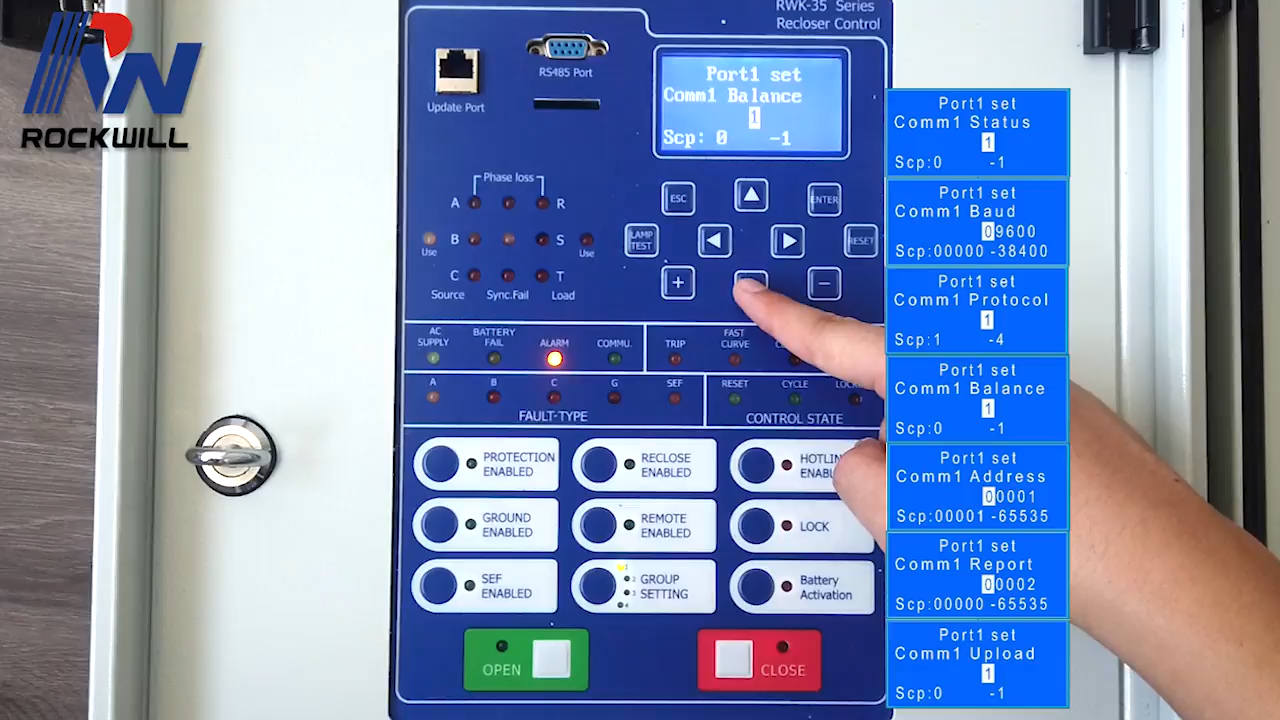 RW
ROCKWILL
RWK-35 Series
Recloser Control
Update Port
RS485 Port
Port1 set
Comm1 Balance
1
Scp: 0 -1
ESC
ENTER
LAMP
TEST
RESET
+
−
Phase loss
A R
B S
Use Use
C T
Source Sync.Fail Load
AC
SUPPLY
BATTERY
FAIL
ALARM
COMMU.
TRIP
FAST
CURVE
A B C G SEF
FAULT-TYPE
RESET CYCLE
CONTROL STATE
PROTECTION
ENABLED
RECLOSE
ENABLED
GROUND
ENABLED
REMOTE
ENABLED
LOCK
SEF
ENABLED
1
2
3
4
GROUP
SETTING
Battery
Activation
OPEN
CLOSE
Port1 set
Comm1 Status
1
Scp:0 -1
Port1 set
Comm1 Baud
09600
Scp:00000 -38400
Port1 set
Comm1 Protocol
1
Scp:1 -4
Port1 set
Comm1 Balance
1
Scp:0 -1
Port1 set
Comm1 Address
00001
Scp:00001 -65535
Port1 set
Comm1 Report
00002
Scp:00000 -65535
Port1 set
Comm1 Upload
1
Scp:0 -1